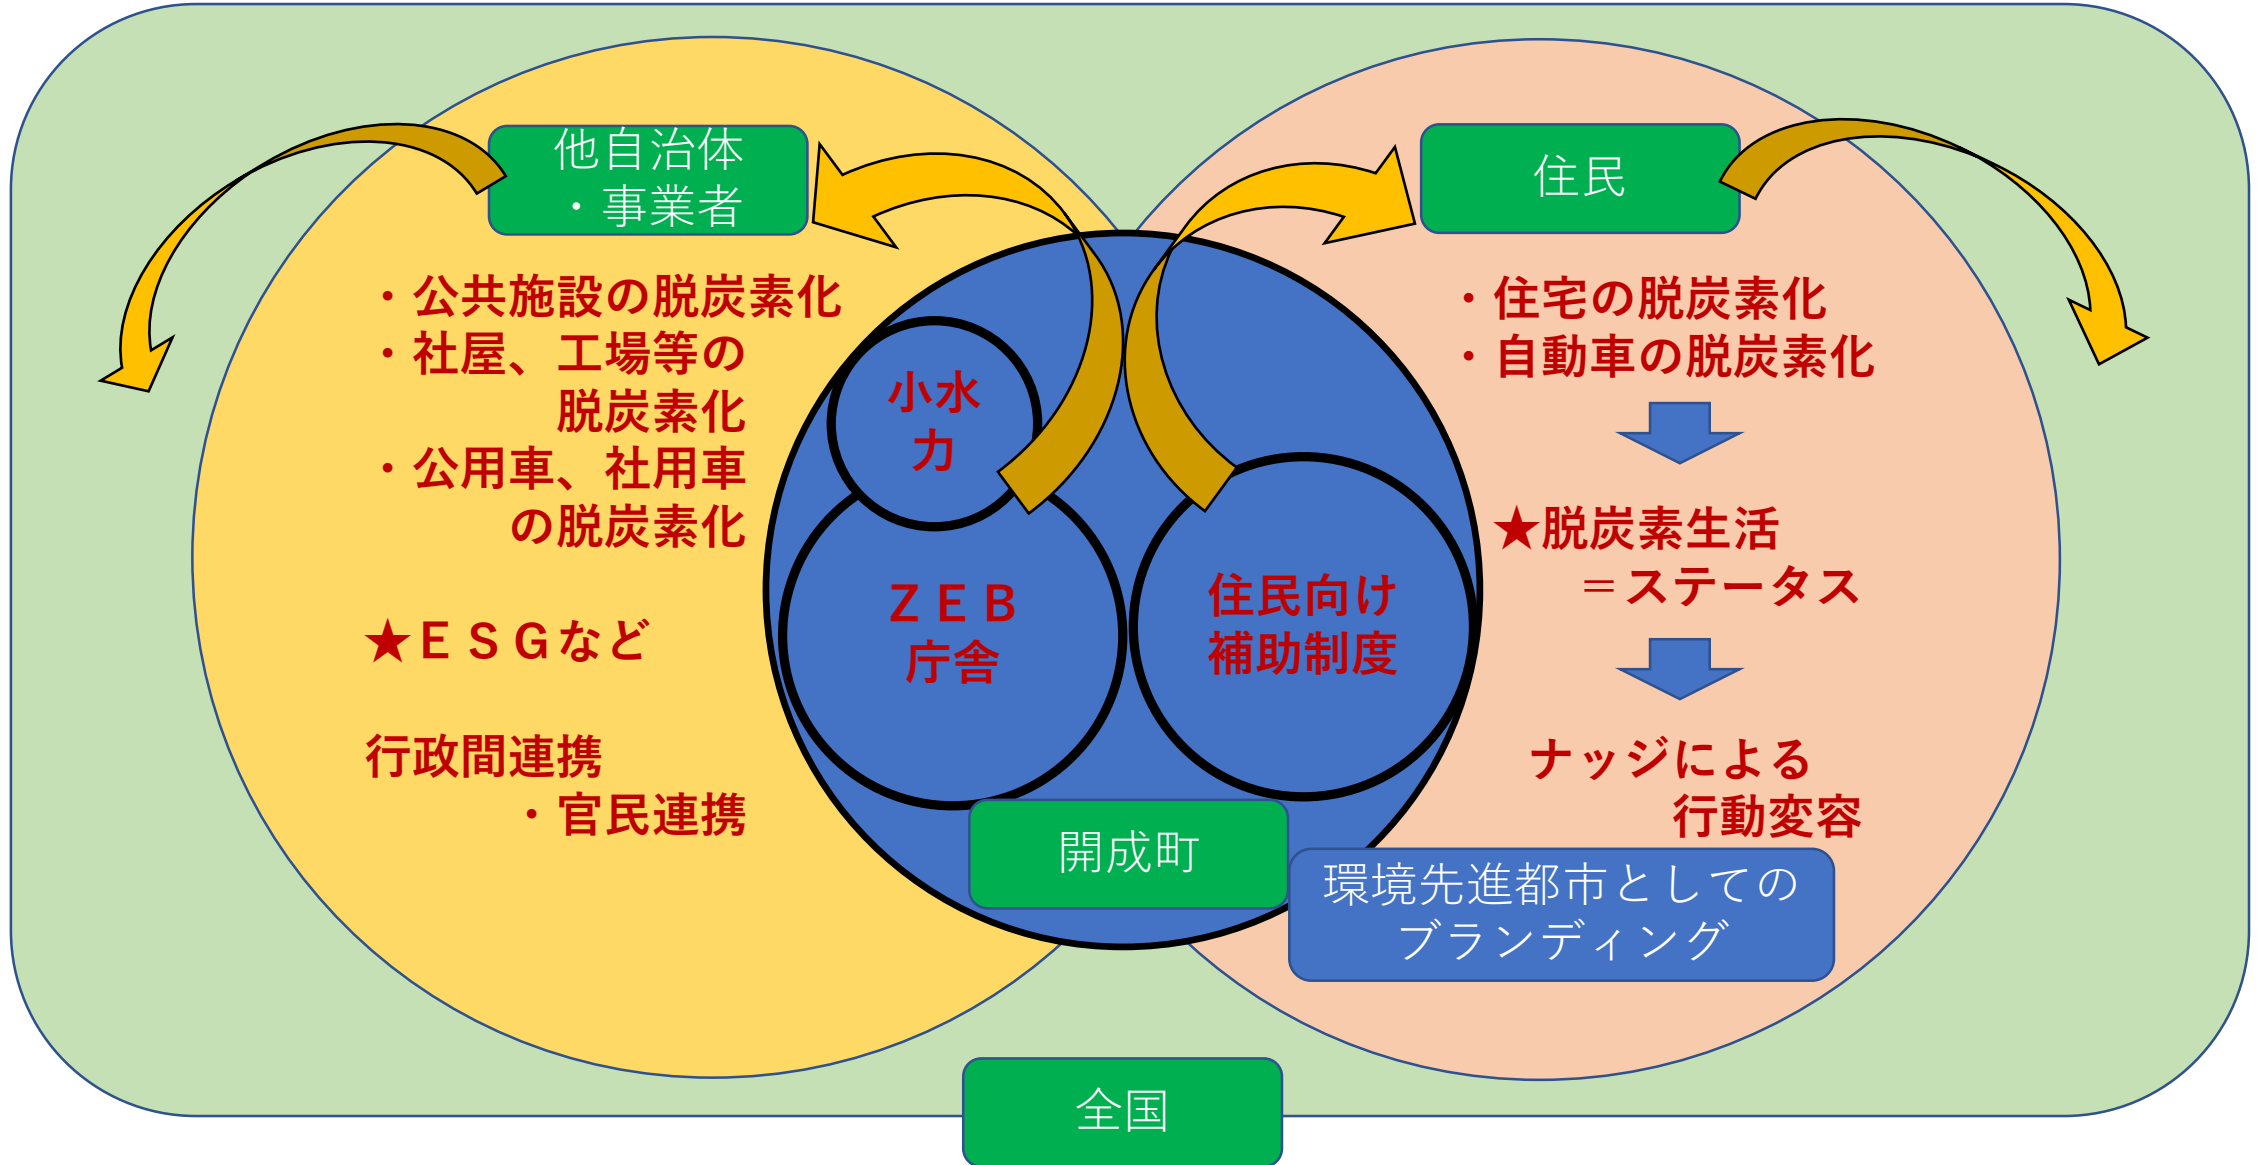 他自治体
・事業者
・公共施設の脱炭素化
・社屋、工場等の
脱炭素化
・公用車、社用車
の脱炭素化
★ＥＳＧなど
行政間連携
・官民連携
小水
力
ＺＥＢ
庁舎
住民向け
補助制度
開成町
住民
・住宅の脱炭素化
・自動車の脱炭素化
★脱炭素生活
＝ステータス
ナッジによる
行動変容
環境先進都市としての
ブランディング
全国